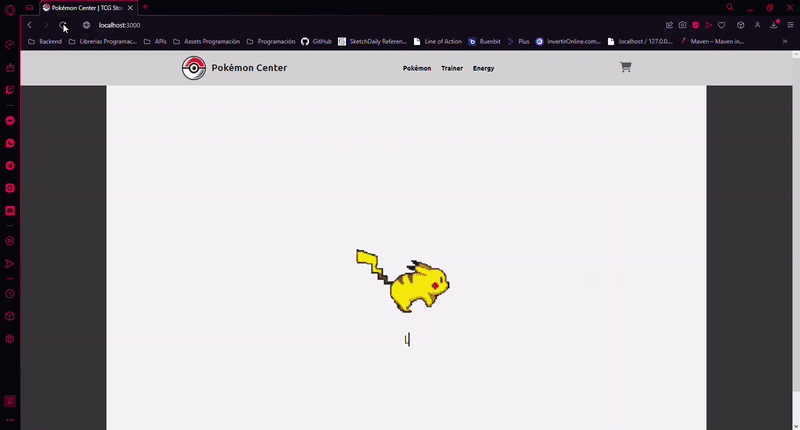 Pokémon Center | TCG Stor
localhost:3000
Backend Librerias Programac... APIs Assets Programación Programación GitHub SketchDaily Referen... Line of Action Buenbit Plus InvertirOnline.com... localhost / 127.0.0... Maven – Maven in...
Pokémon Center Pokémon Trainer Energy